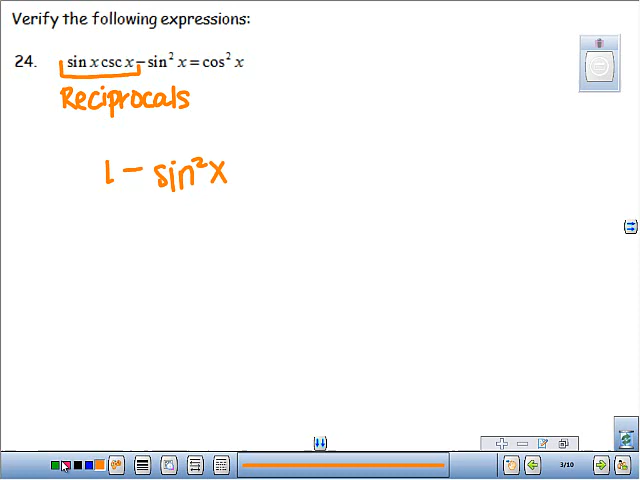 Verify the following expressions:
24. sin x csc x − sin² x = cos² x
Reciprocals
1 − sin²x
3/10